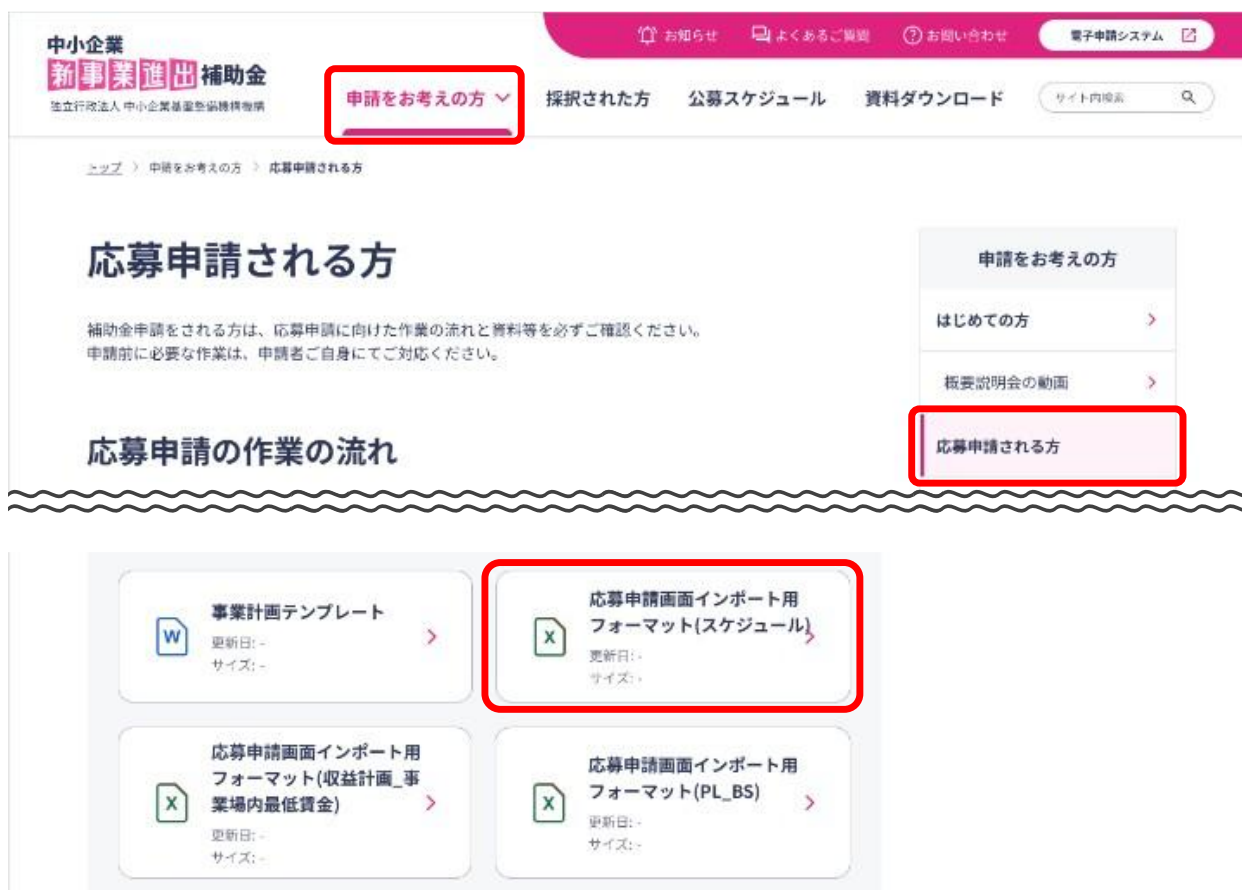 中小企業
新事業進出補助金
お知らせ
よくあるご質問
お問い合わせ
電子申請システム
申請をお考えの方
採択された方
公募スケジュール
資料ダウンロード
サイト内検索
トップ 〉 申請をお考えの方 〉 応募申請される方
応募申請される方
補助金申請をされる方は、応募申請に向けた作業の流れと資料等を必ずご確認ください。
申請前に必要な作業は、申請者ご自身にてご対応ください。
応募申請の作業の流れ
申請をお考えの方
はじめての方
概要説明会の動画
応募申請される方
W
事業計画テンプレート
更新日: -
サイズ: -
X
応募申請画面インポート用
フォーマット(スケジュール)
更新日: -
サイズ: -
X
応募申請画面インポート用
フォーマット(収益計画_事
業場内最低賃金)
更新日: -
サイズ: -
X
応募申請画面インポート用
フォーマット(PL_BS)
更新日: -
サイズ: -